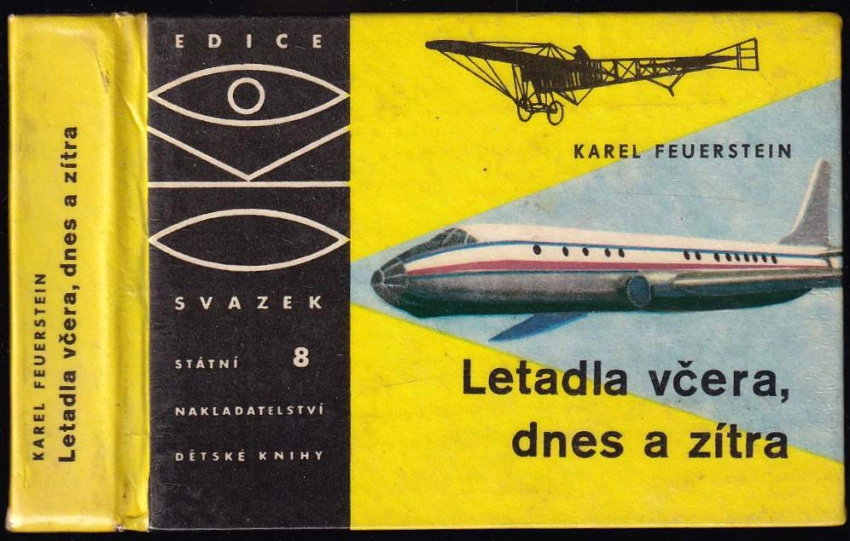 KAREL FEUERSTEIN
Letadla včera, dnes a zítra
EDICE
SVAZEK
STÁTNÍ 8
NAKLADATELSTVÍ
DĚTSKÉ KNIHY
KAREL FEUERSTEIN
Letadla včera,
dnes a zítra